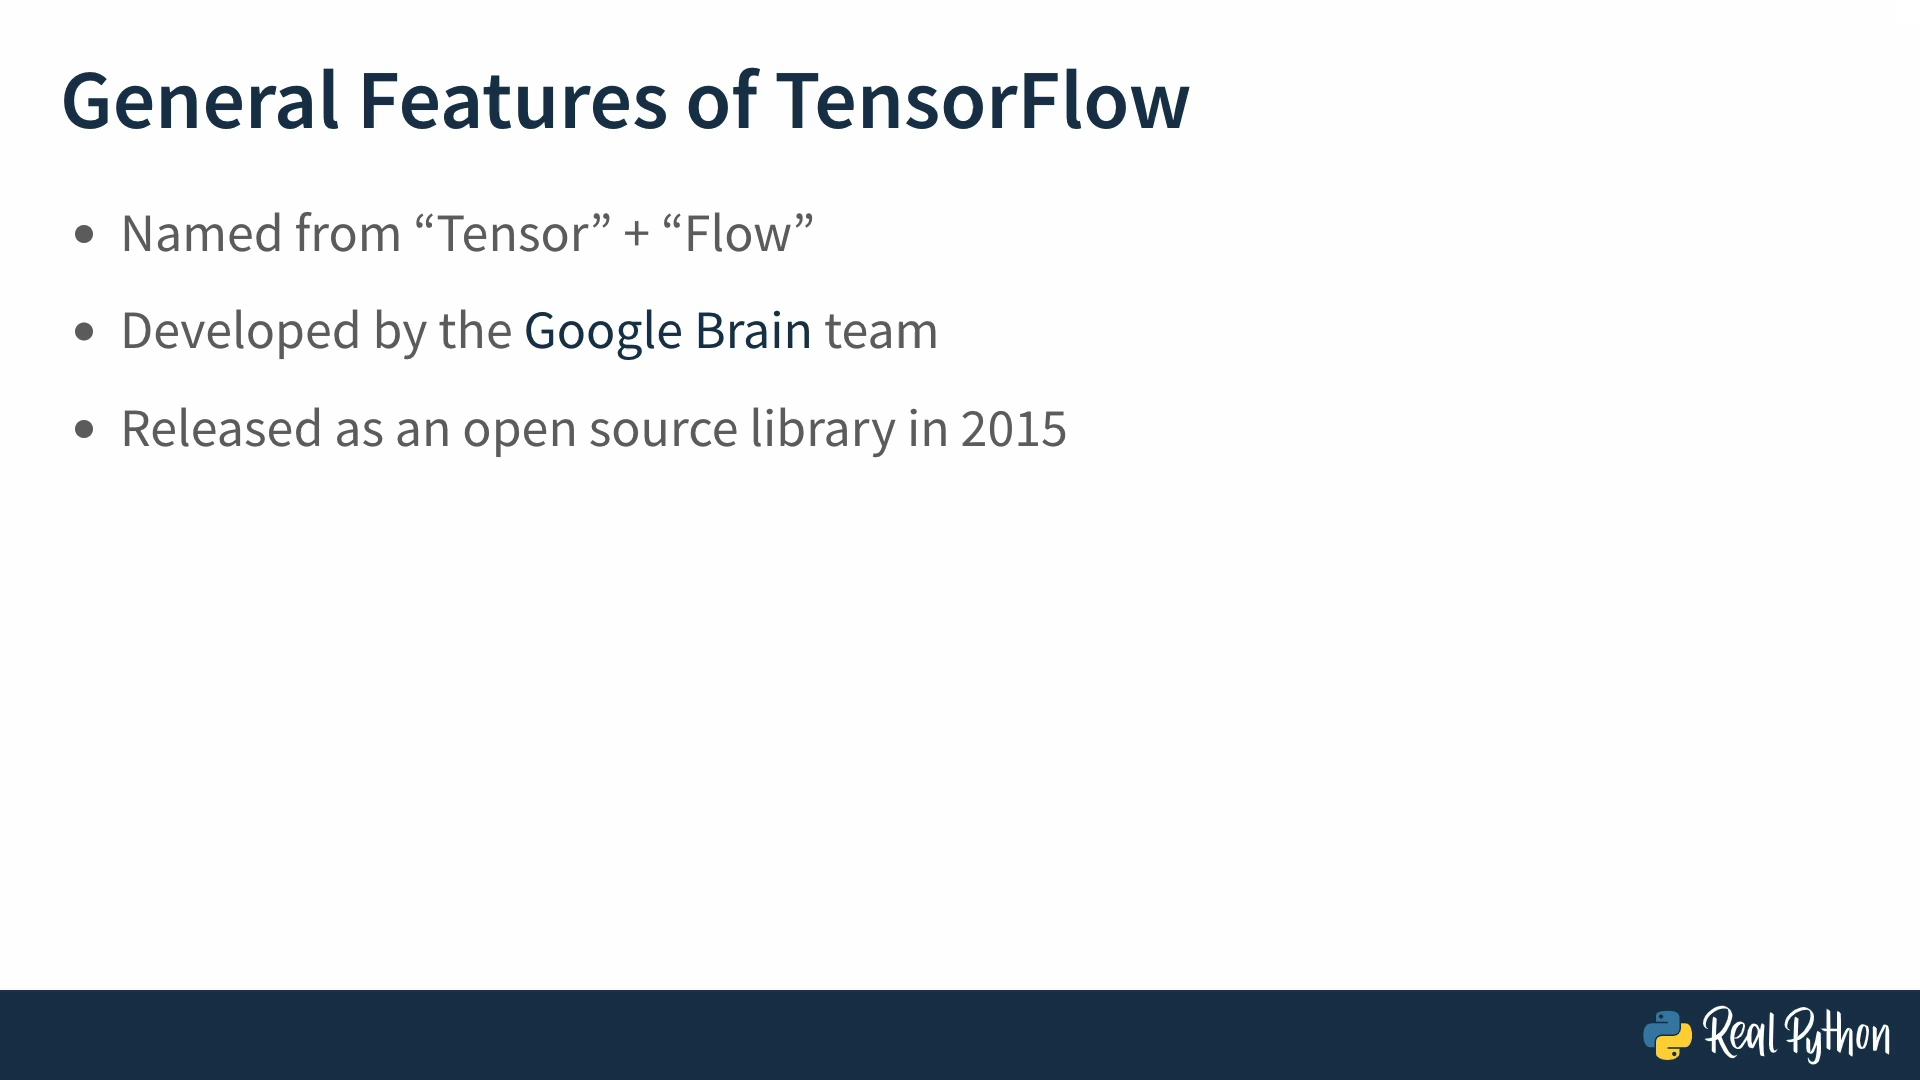 General Features of TensorFlow
• Named from “Tensor” + “Flow”
• Developed by the Google Brain team
• Released as an open source library in 2015
Real Python